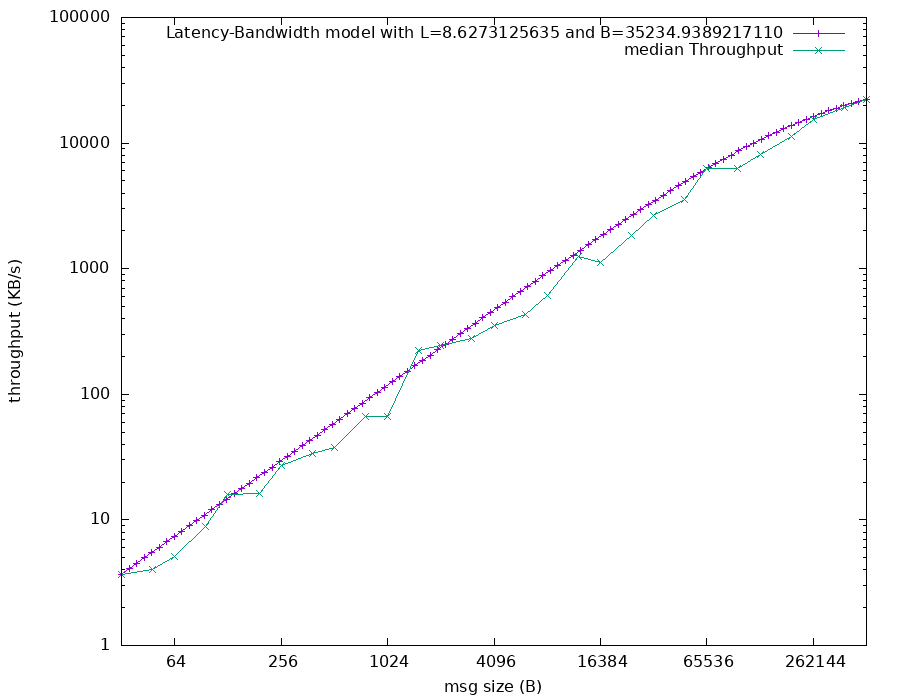 Latency-Bandwidth model with L=8.6273125635 and B=35234.9389217110
median Throughput
100000
10000
1000
100
10
1
throughput (KB/s)
64 256 1024 4096 16384 65536 262144
msg size (B)